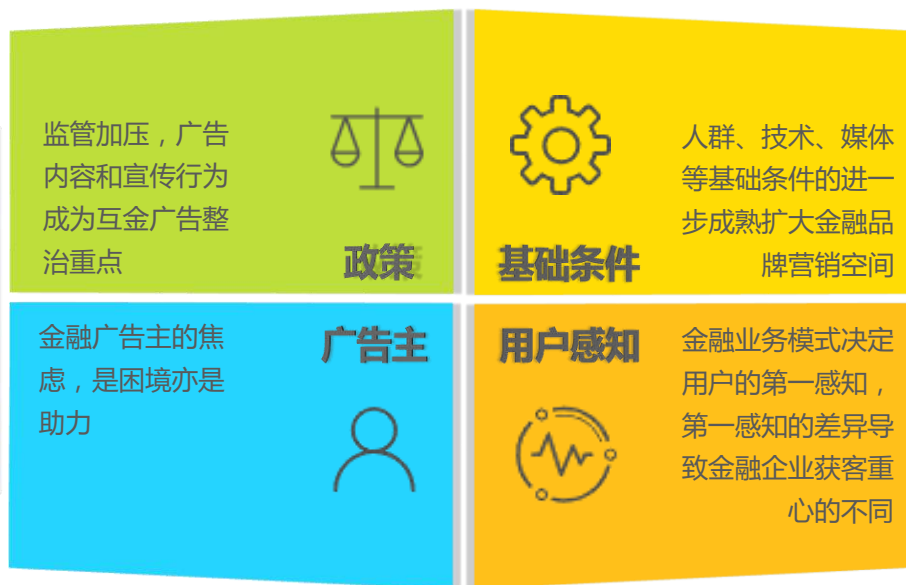 监管加压，广告
内容和宣传行为
成为互金广告整
治重点
政策
人群、技术、媒体
等基础条件的进一
步成熟扩大金融品
牌营销空间
基础条件
金融广告主的焦
虑，是困境亦是
助力
广告主
用户感知
金融业务模式决定
用户的第一感知，
第一感知的差异导
致金融企业获客重
心的不同